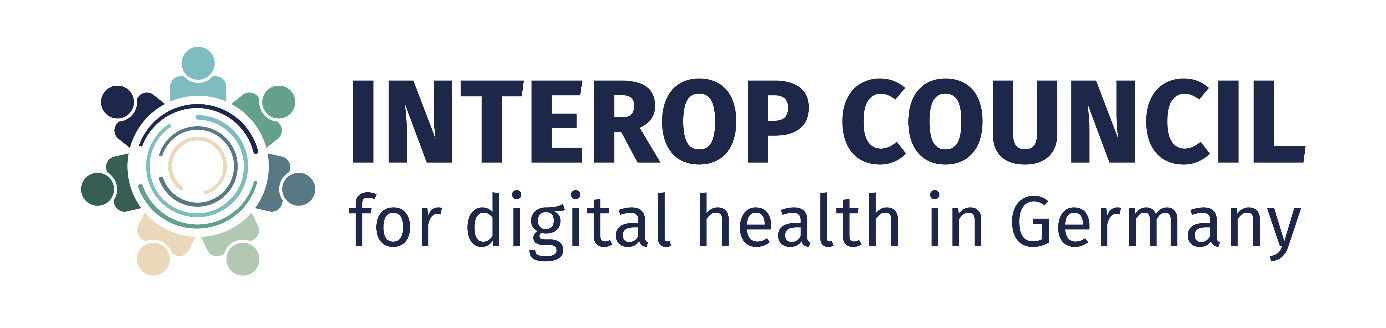 INTEROP COUNCIL
for digital health in Germany